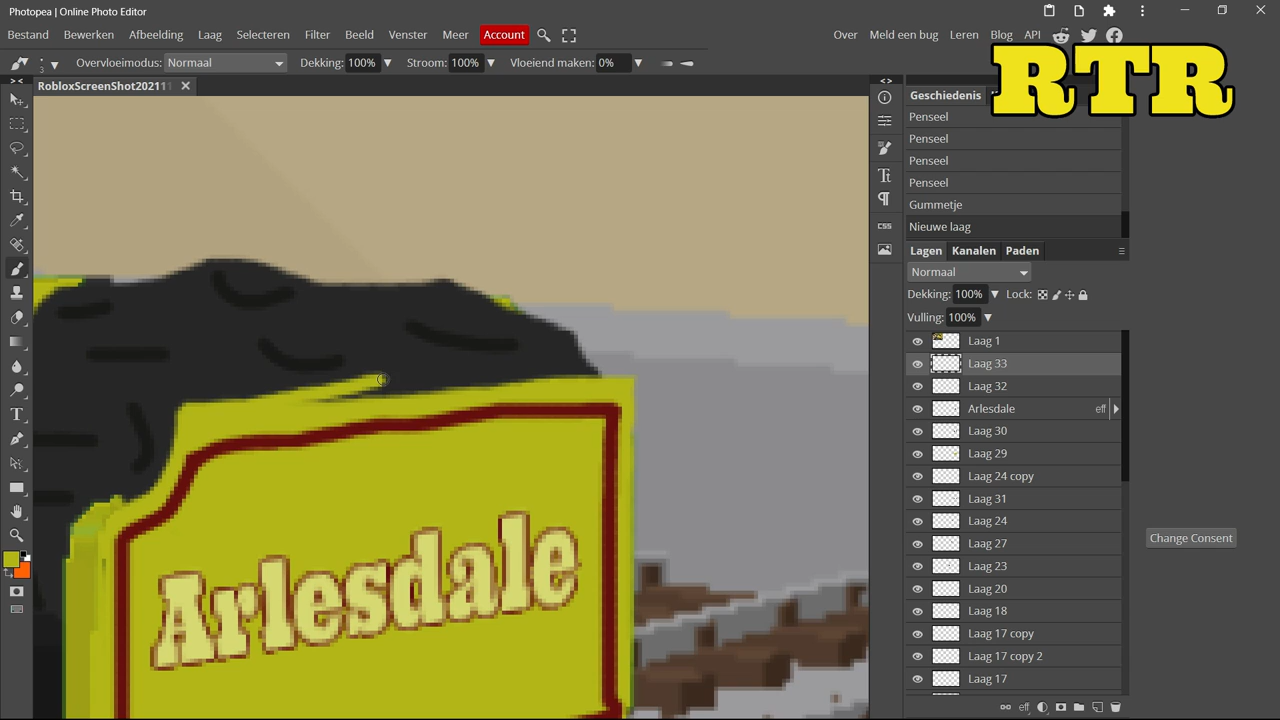 Photopea | Online Photo Editor
Bestand Bewerken Afbeelding Laag Selecteren Filter Beeld Venster Meer Account Over Meld een bug Leren Blog API
3 Overvloeimodus: Normaal Dekking: 100% Stroom: 100% Vloeiend maken: 0%
RTR
RobloxScreenShot202111
Geschiedenis
Penseel
Penseel
Penseel
Penseel
Gummetje
Nieuwe laag
Lagen Kanalen Paden
Normaal
Dekking: 100% Lock:
Vulling: 100%
Laag 1
Laag 33
Laag 32
Arlesdale eff
Laag 30
Laag 29
Laag 24 copy
Laag 31
Laag 24
Laag 27
Laag 23
Laag 20
Laag 18
Laag 17 copy
Laag 17 copy 2
Laag 17
eff
css
Change Consent
Arlesdale